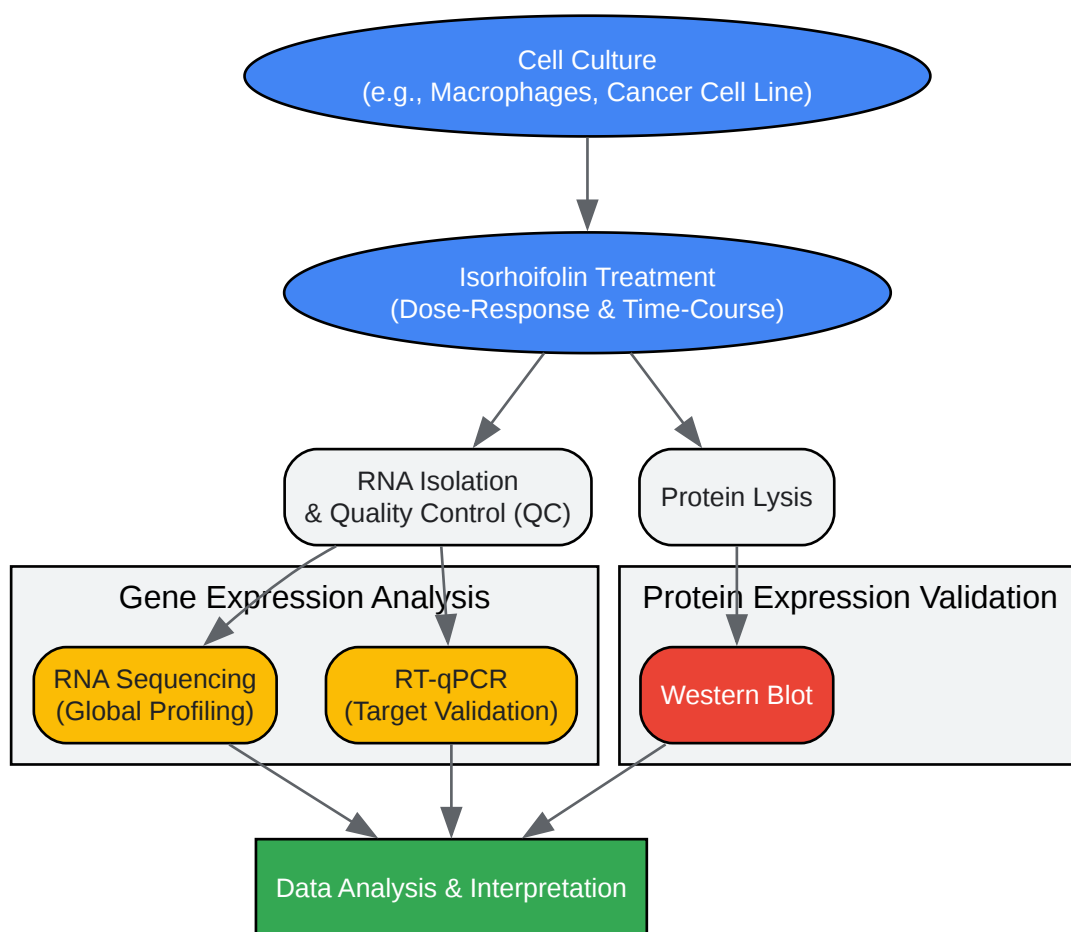 Cell Culture
(e.g., Macrophages, Cancer Cell Line)
Isorhoifolin Treatment
(Dose-Response & Time-Course)
RNA Isolation
& Quality Control (QC)
Protein Lysis
Gene Expression Analysis
Protein Expression Validation
RNA Sequencing
(Global Profiling)
RT-qPCR
(Target Validation)
Western Blot
Data Analysis & Interpretation